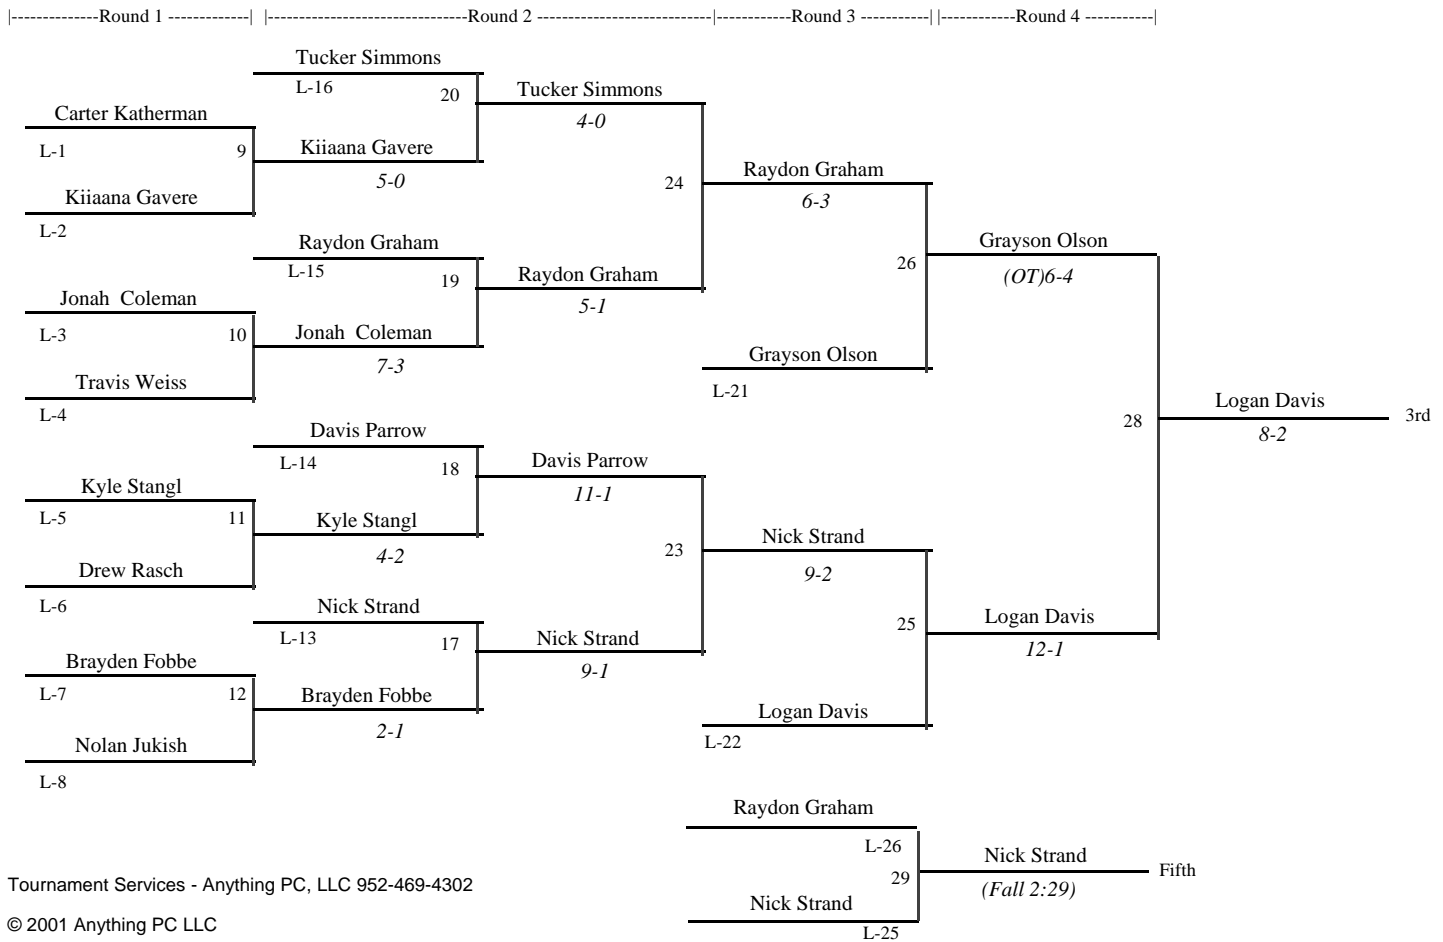 |--------------Round 1 -------------| |--------------------------------Round 2 ----------------------------|------------Round 3 -----------||------------Round 4 -----------|
Tucker Simmons
L-16
20
Tucker Simmons
4-0
Carter Katherman
L-1
9
Kiiaana Gavere
5-0
Kiiaana Gavere
L-2
24
Raydon Graham
6-3
Raydon Graham
L-15
19
Raydon Graham
5-1
26
Grayson Olson
(OT)6-4
Jonah  Coleman
L-3
10
Jonah  Coleman
7-3
Travis Weiss
L-4
Grayson Olson
L-21
28
Logan Davis
8-2
3rd
Davis Parrow
L-14
18
Davis Parrow
11-1
Kyle Stangl
L-5
11
Kyle Stangl
4-2
Drew Rasch
L-6
23
Nick Strand
9-2
Nick Strand
L-13
17
Nick Strand
9-1
25
Logan Davis
12-1
Brayden Fobbe
L-7
12
Brayden Fobbe
2-1
Nolan Jukish
L-8
Logan Davis
L-22
Raydon Graham
L-26
29
Nick Strand
(Fall 2:29)
Fifth
Nick Strand
L-25
Tournament Services - Anything PC, LLC 952-469-4302
© 2001 Anything PC LLC